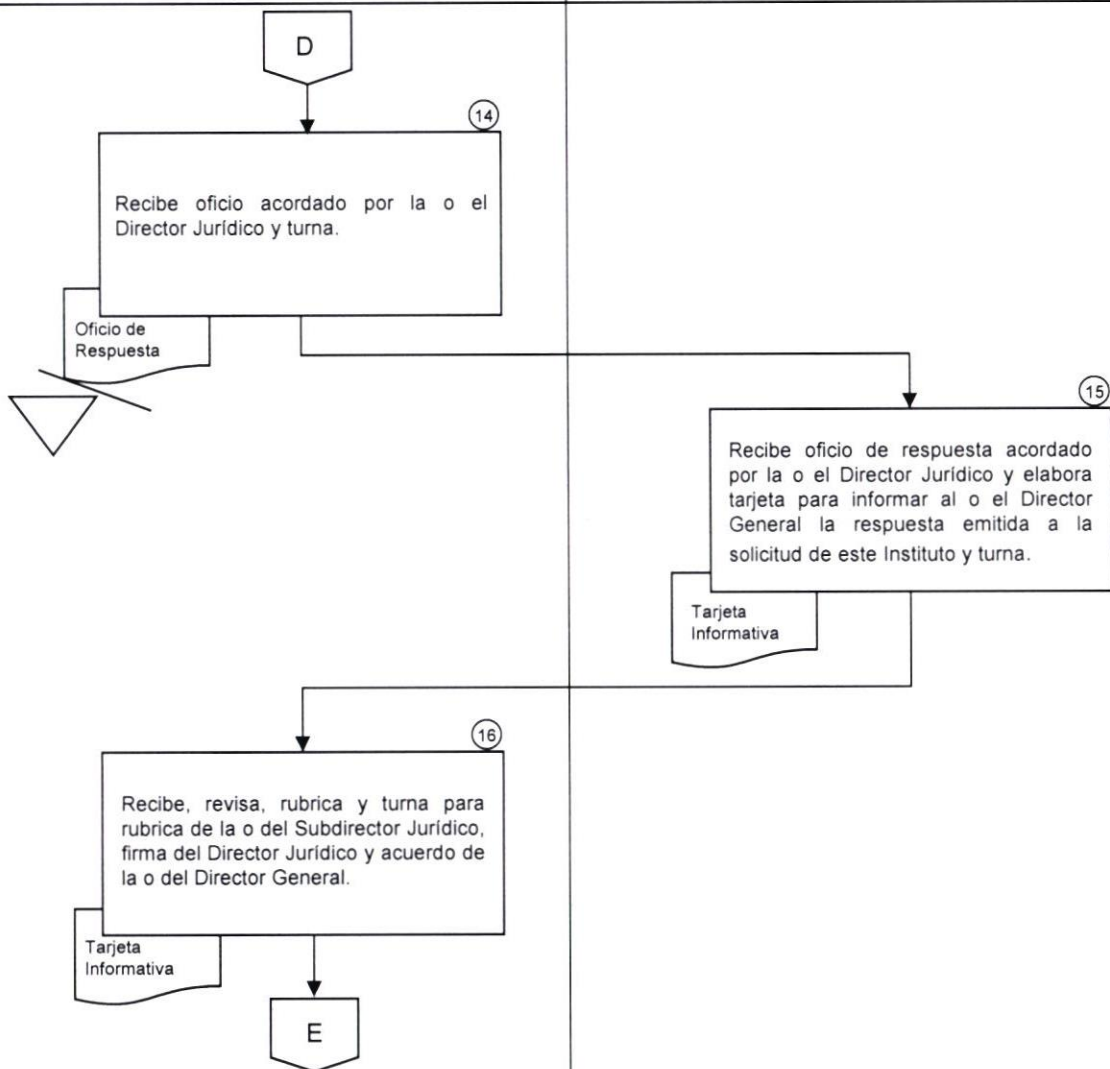 D
14
Recibe oficio acordado por la o el
Director Jurídico y turna.
Oficio de
Respuesta
15
Recibe oficio de respuesta acordado
por la o el Director Jurídico y elabora
tarjeta para informar al o el Director
General la respuesta emitida a la
solicitud de este Instituto y turna.
Tarjeta
Informativa
16
Recibe, revisa, rubrica y turna para
rubrica de la o del Subdirector Jurídico,
firma del Director Jurídico y acuerdo de
la o del Director General.
Tarjeta
Informativa
E